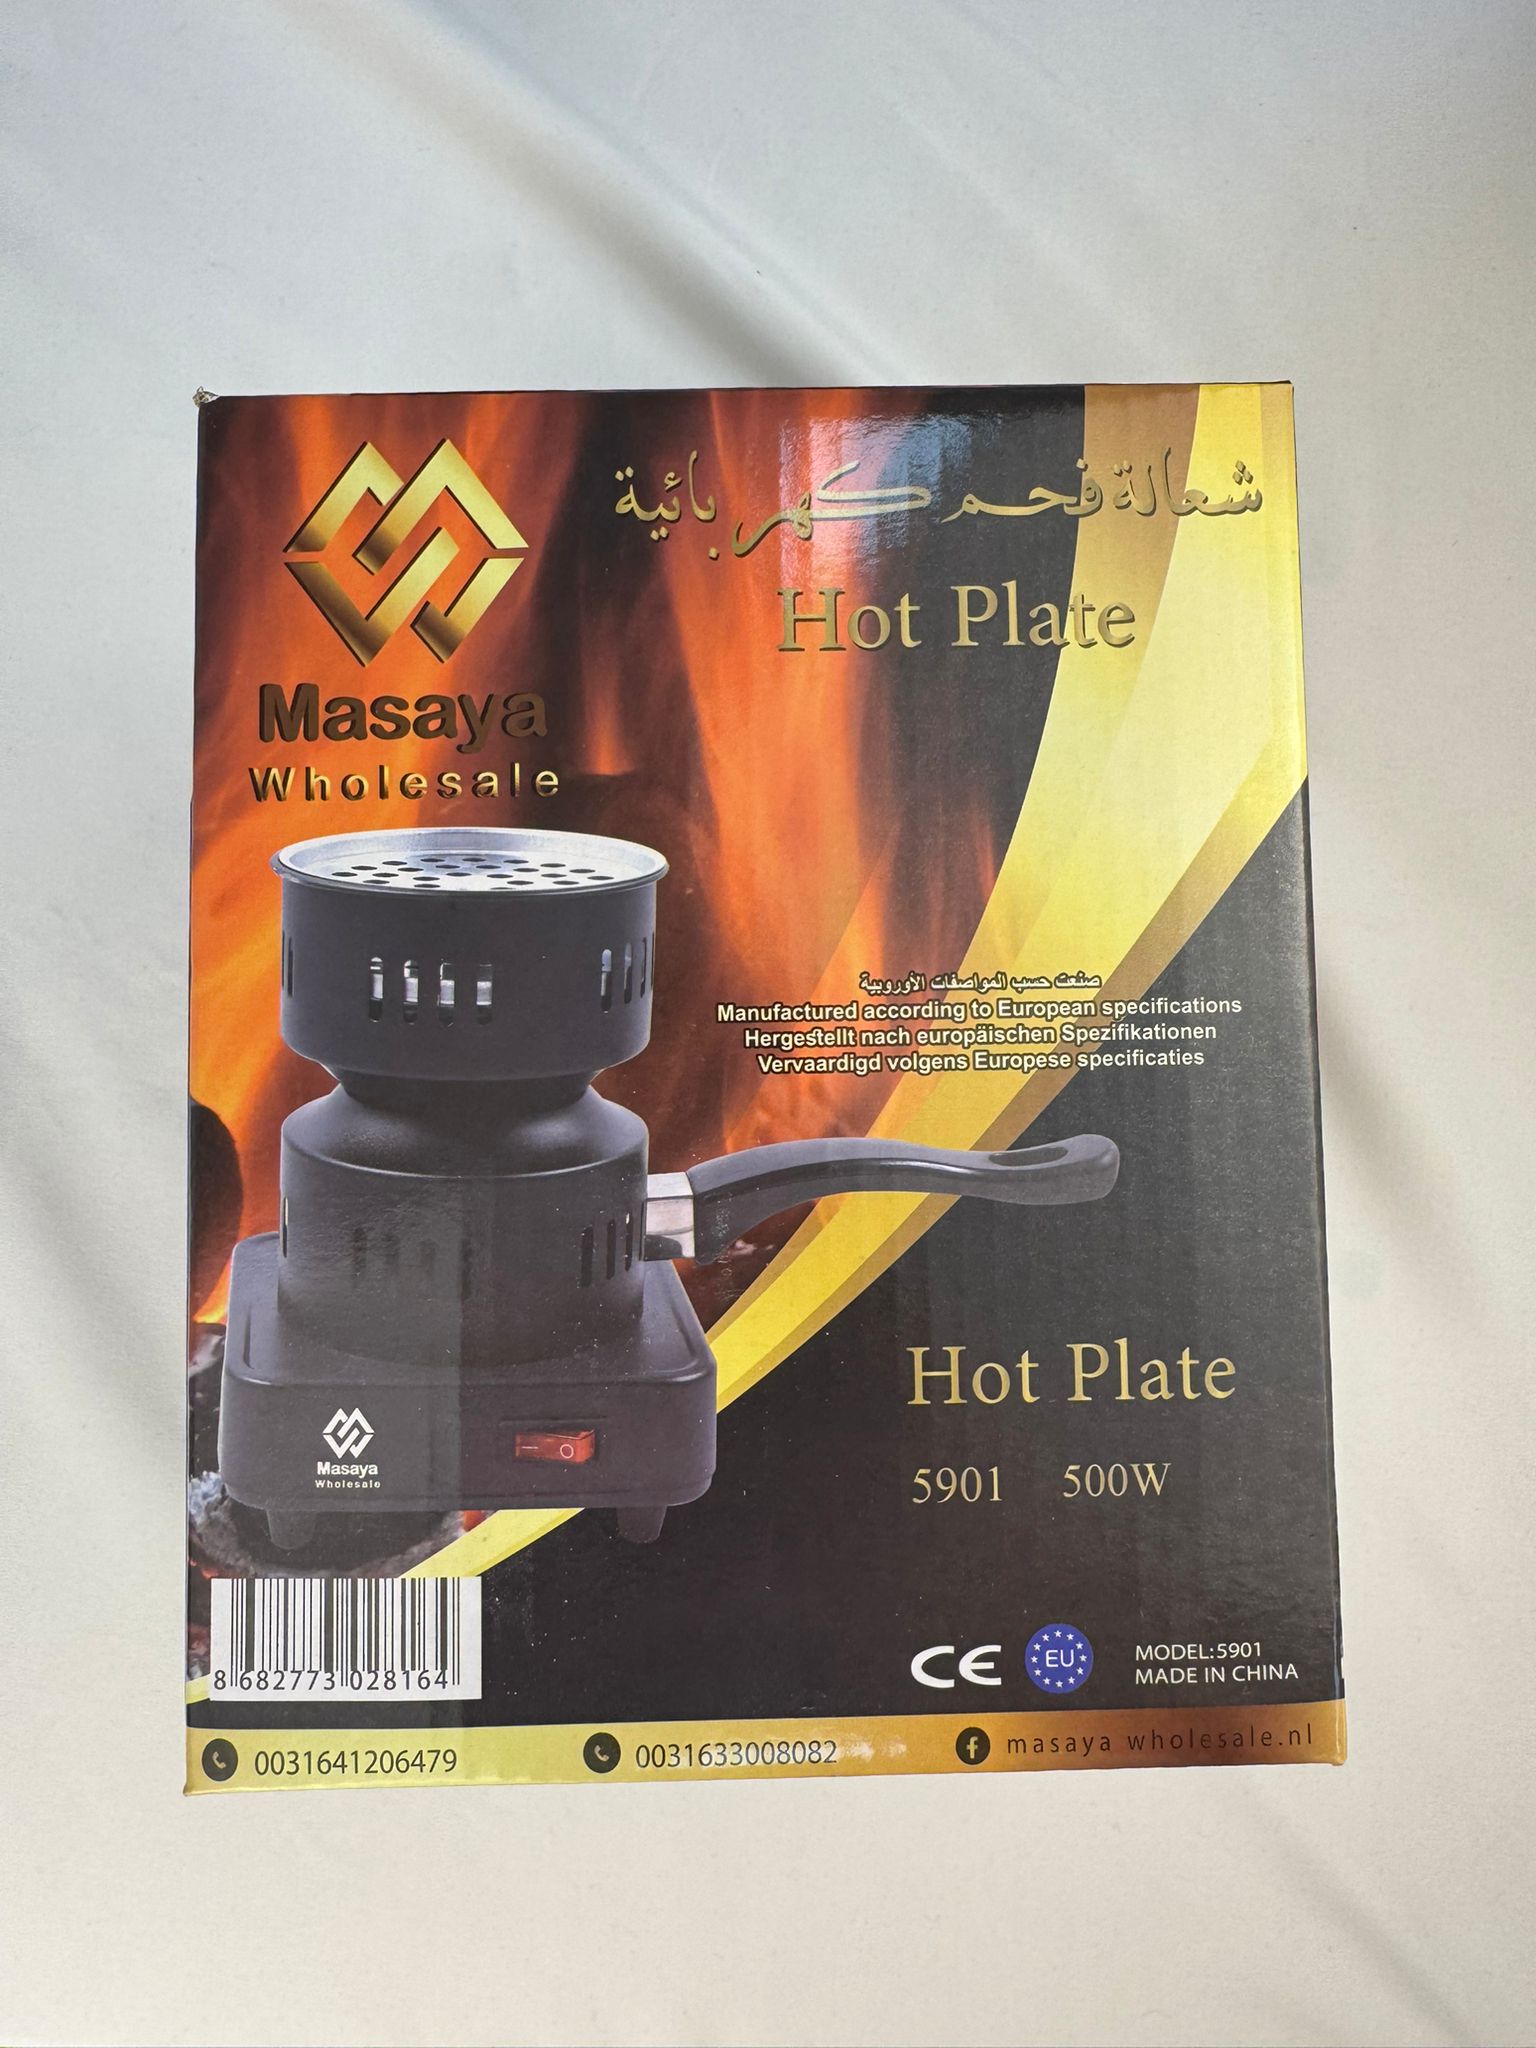 شعالة فحم كهربائية
Hot Plate
Masaya
Wholesale
صنعت حسب المواصفات الأوروبية
Manufactured according to European specifications
Hergestellt nach europäischen Spezifikationen
Vervaardigd volgens Europese specificaties
Hot Plate
5901 500W
Masaya
Wholesale
8 682773 028164
CE EU
MODEL:5901
MADE IN CHINA
0031641206479 0031633008082 masaya wholesale.nl